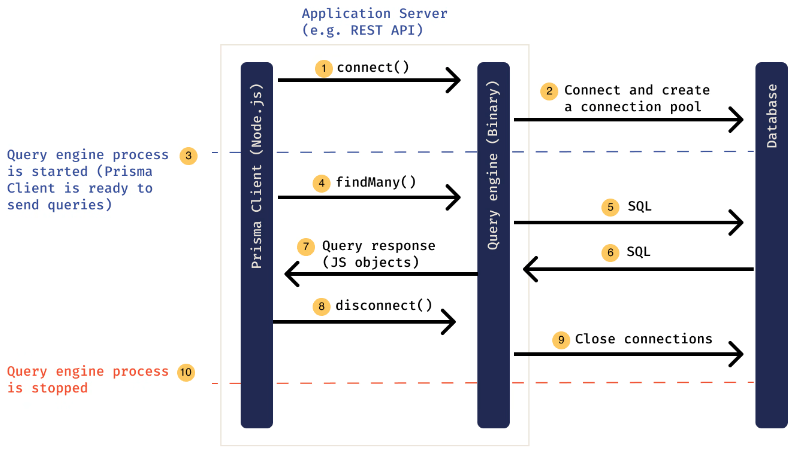 Application Server
(e.g. REST API)
1 connect()
2 Connect and create
a connection pool
Prisma Client (Node.js)
Query engine (Binary)
Database
Query engine process 3
is started (Prisma
Client is ready to
send queries)
4 findMany()
5 SQL
7 Query response
(JS objects)
6 SQL
8 disconnect()
9 Close connections
Query engine process 10
is stopped